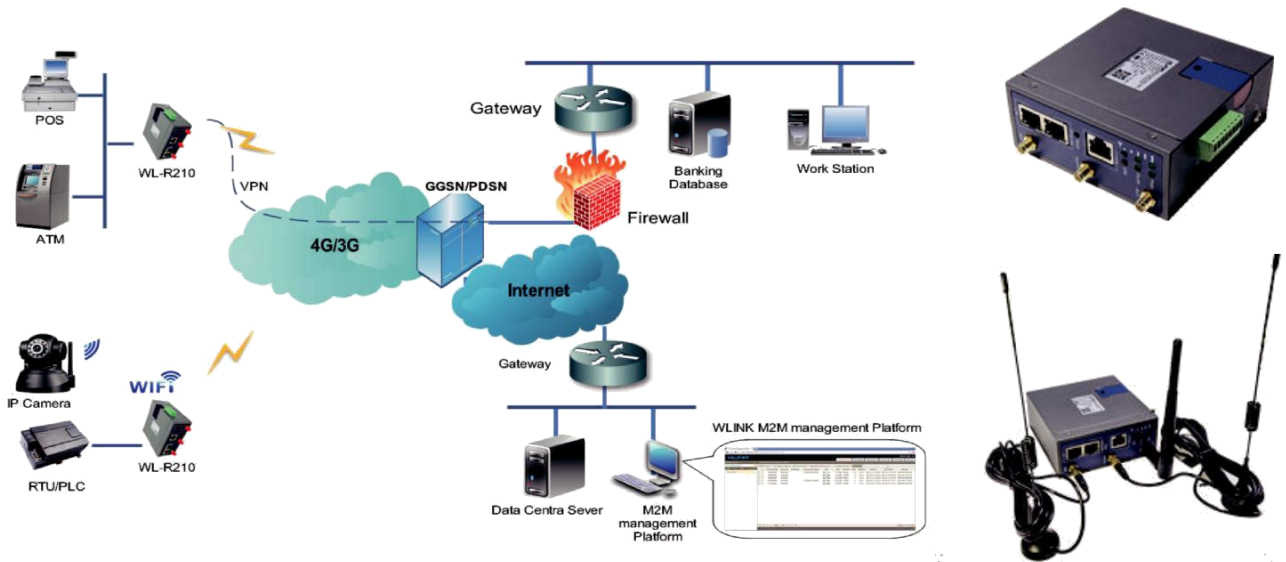 POS
WL-R210
VPN
ATM
GGSN/PDSN
4G/3G
Gateway
Firewall
Banking
Database
Work Station
Internet
Gateway
IP Camera
WIFI
WL-R210
RTU/PLC
Data Centra Sever
M2M
management
Platform
WLINK M2M management Platform